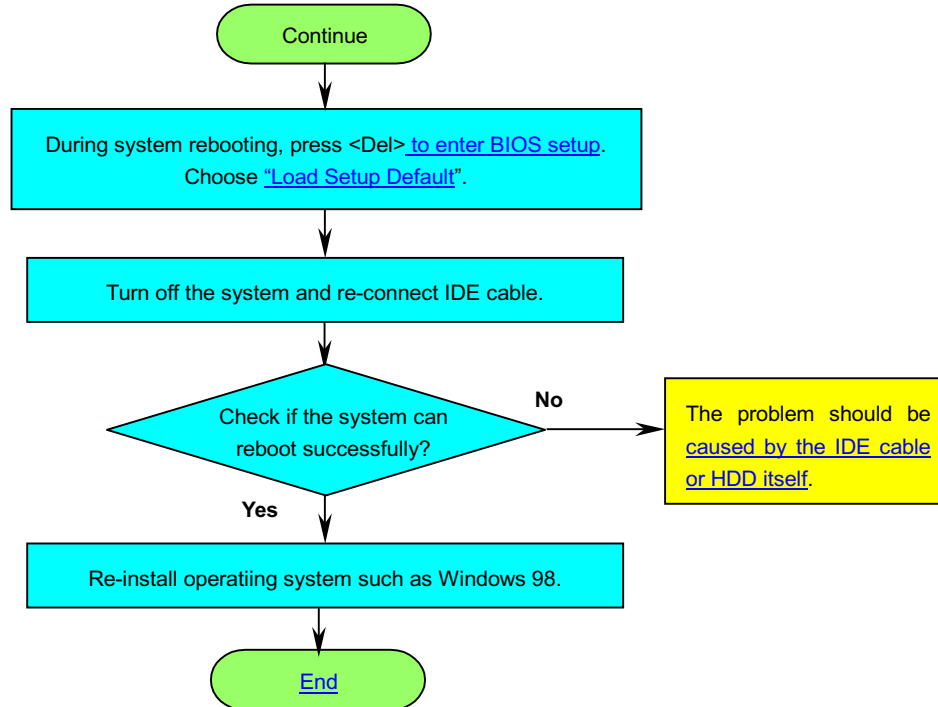 Continue
During system rebooting, press <Del> to enter BIOS setup.
Choose “Load Setup Default”.
Turn off the system and re-connect IDE cable.
Check if the system can
reboot successfully?
No
The problem should be
caused by the IDE cable
or HDD itself.
Yes
Re-install operatiing system such as Windows 98.
End